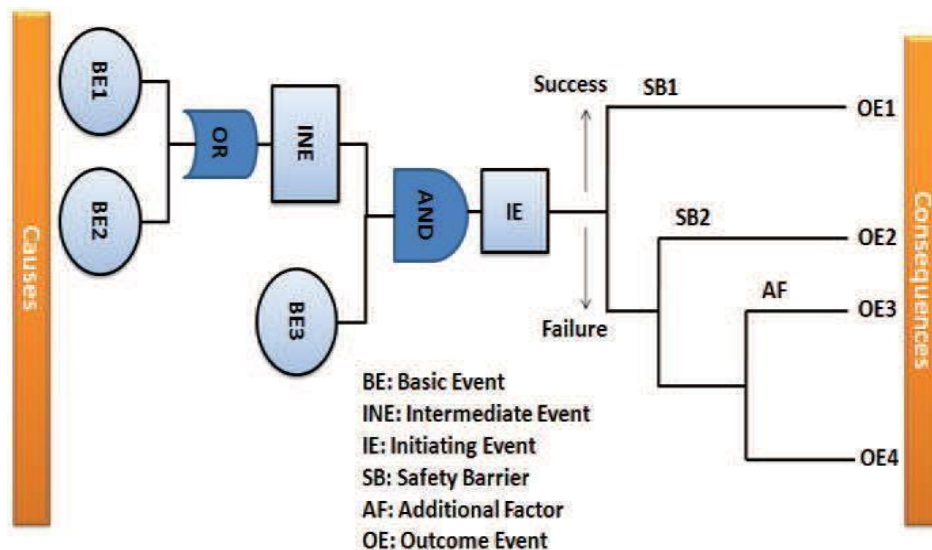 Causes
BE1
BE2
OR
INE
BE3
AND
IE
Success
Failure
SB1
SB2
AF
OE1
OE2
OE3
OE4
Consequences
BE: Basic Event
INE: Intermediate Event
IE: Initiating Event
SB: Safety Barrier
AF: Additional Factor
OE: Outcome Event